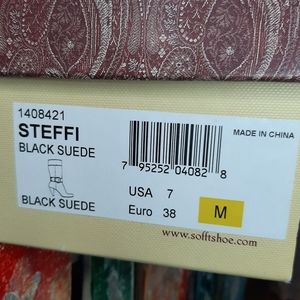 1408421
STEFFI
BLACK SUEDE
MADE IN CHINA
7 95252 04082 8
BLACK SUEDE
USA 7
Euro 38
M
www.sofftshoe.com